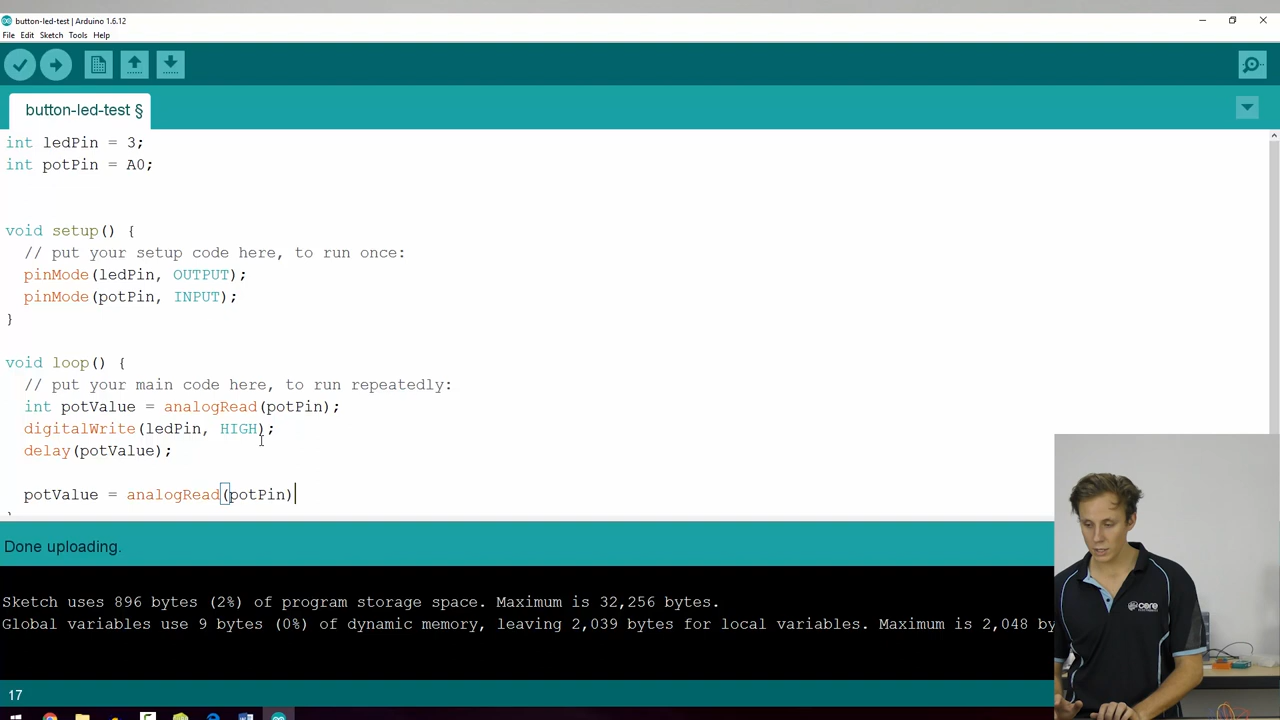 button-led-test | Arduino 1.6.12
File Edit Sketch Tools Help
button-led-test §
int ledPin = 3;
int potPin = A0;
void setup() {
// put your setup code here, to run once:
pinMode(ledPin, OUTPUT);
pinMode(potPin, INPUT);
}
void loop() {
// put your main code here, to run repeatedly:
int potValue = analogRead(potPin);
digitalWrite(ledPin, HIGH);
delay(potValue);
potValue = analogRead(potPin)
Done uploading.
Sketch uses 896 bytes (2%) of program storage space. Maximum is 32,256 bytes.
Global variables use 9 bytes (0%) of dynamic memory, leaving 2,039 bytes for local variables. Maximum is 2,048 by
core
17